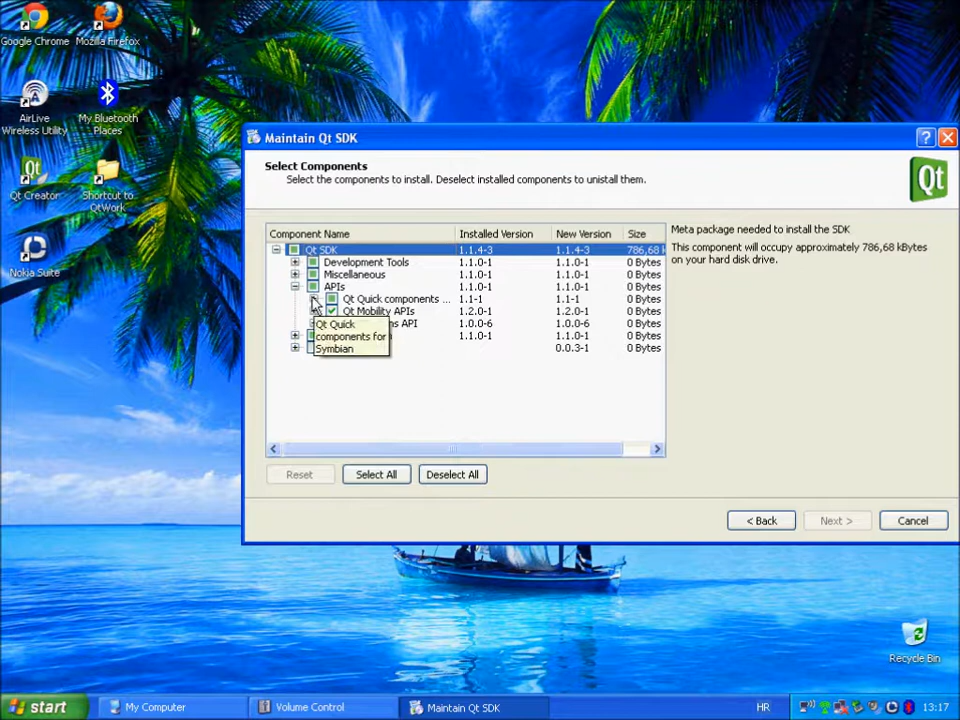 Google Chrome
Mozilla Firefox
AirLive
Wireless Utility
My Bluetooth
Places
Qt
Qt Creator
Shortcut to
QtWork
Nokia Suite
Maintain Qt SDK
Select Components
Select the components to install. Deselect installed components to unistall them.
Qt
Component Name Installed Version New Version Size
Qt SDK 1.1.4-3 1.1.4-3 786,68 k
Development Tools 1.1.0-1 1.1.0-1 0 Bytes
Miscellaneous 1.1.0-1 1.1.0-1 0 Bytes
APIs 1.1.0-1 1.1.0-1 0 Bytes
Qt Quick components ... 1.1-1 1.1-1 0 Bytes
Qt Mobility APIs 1.2.0-1 1.2.0-1 0 Bytes
API 1.0.0-6 1.0.0-6 0 Bytes
1.1.0-1 1.1.0-1 0 Bytes
0.0.3-1 0 Bytes
Qt Quick
components for
Symbian
Meta package needed to install the SDK
This component will occupy approximately 786,68 kBytes
on your hard disk drive.
Reset Select All Deselect All
< Back Next > Cancel
Recycle Bin
start My Computer Volume Control Maintain Qt SDK HR 13:17